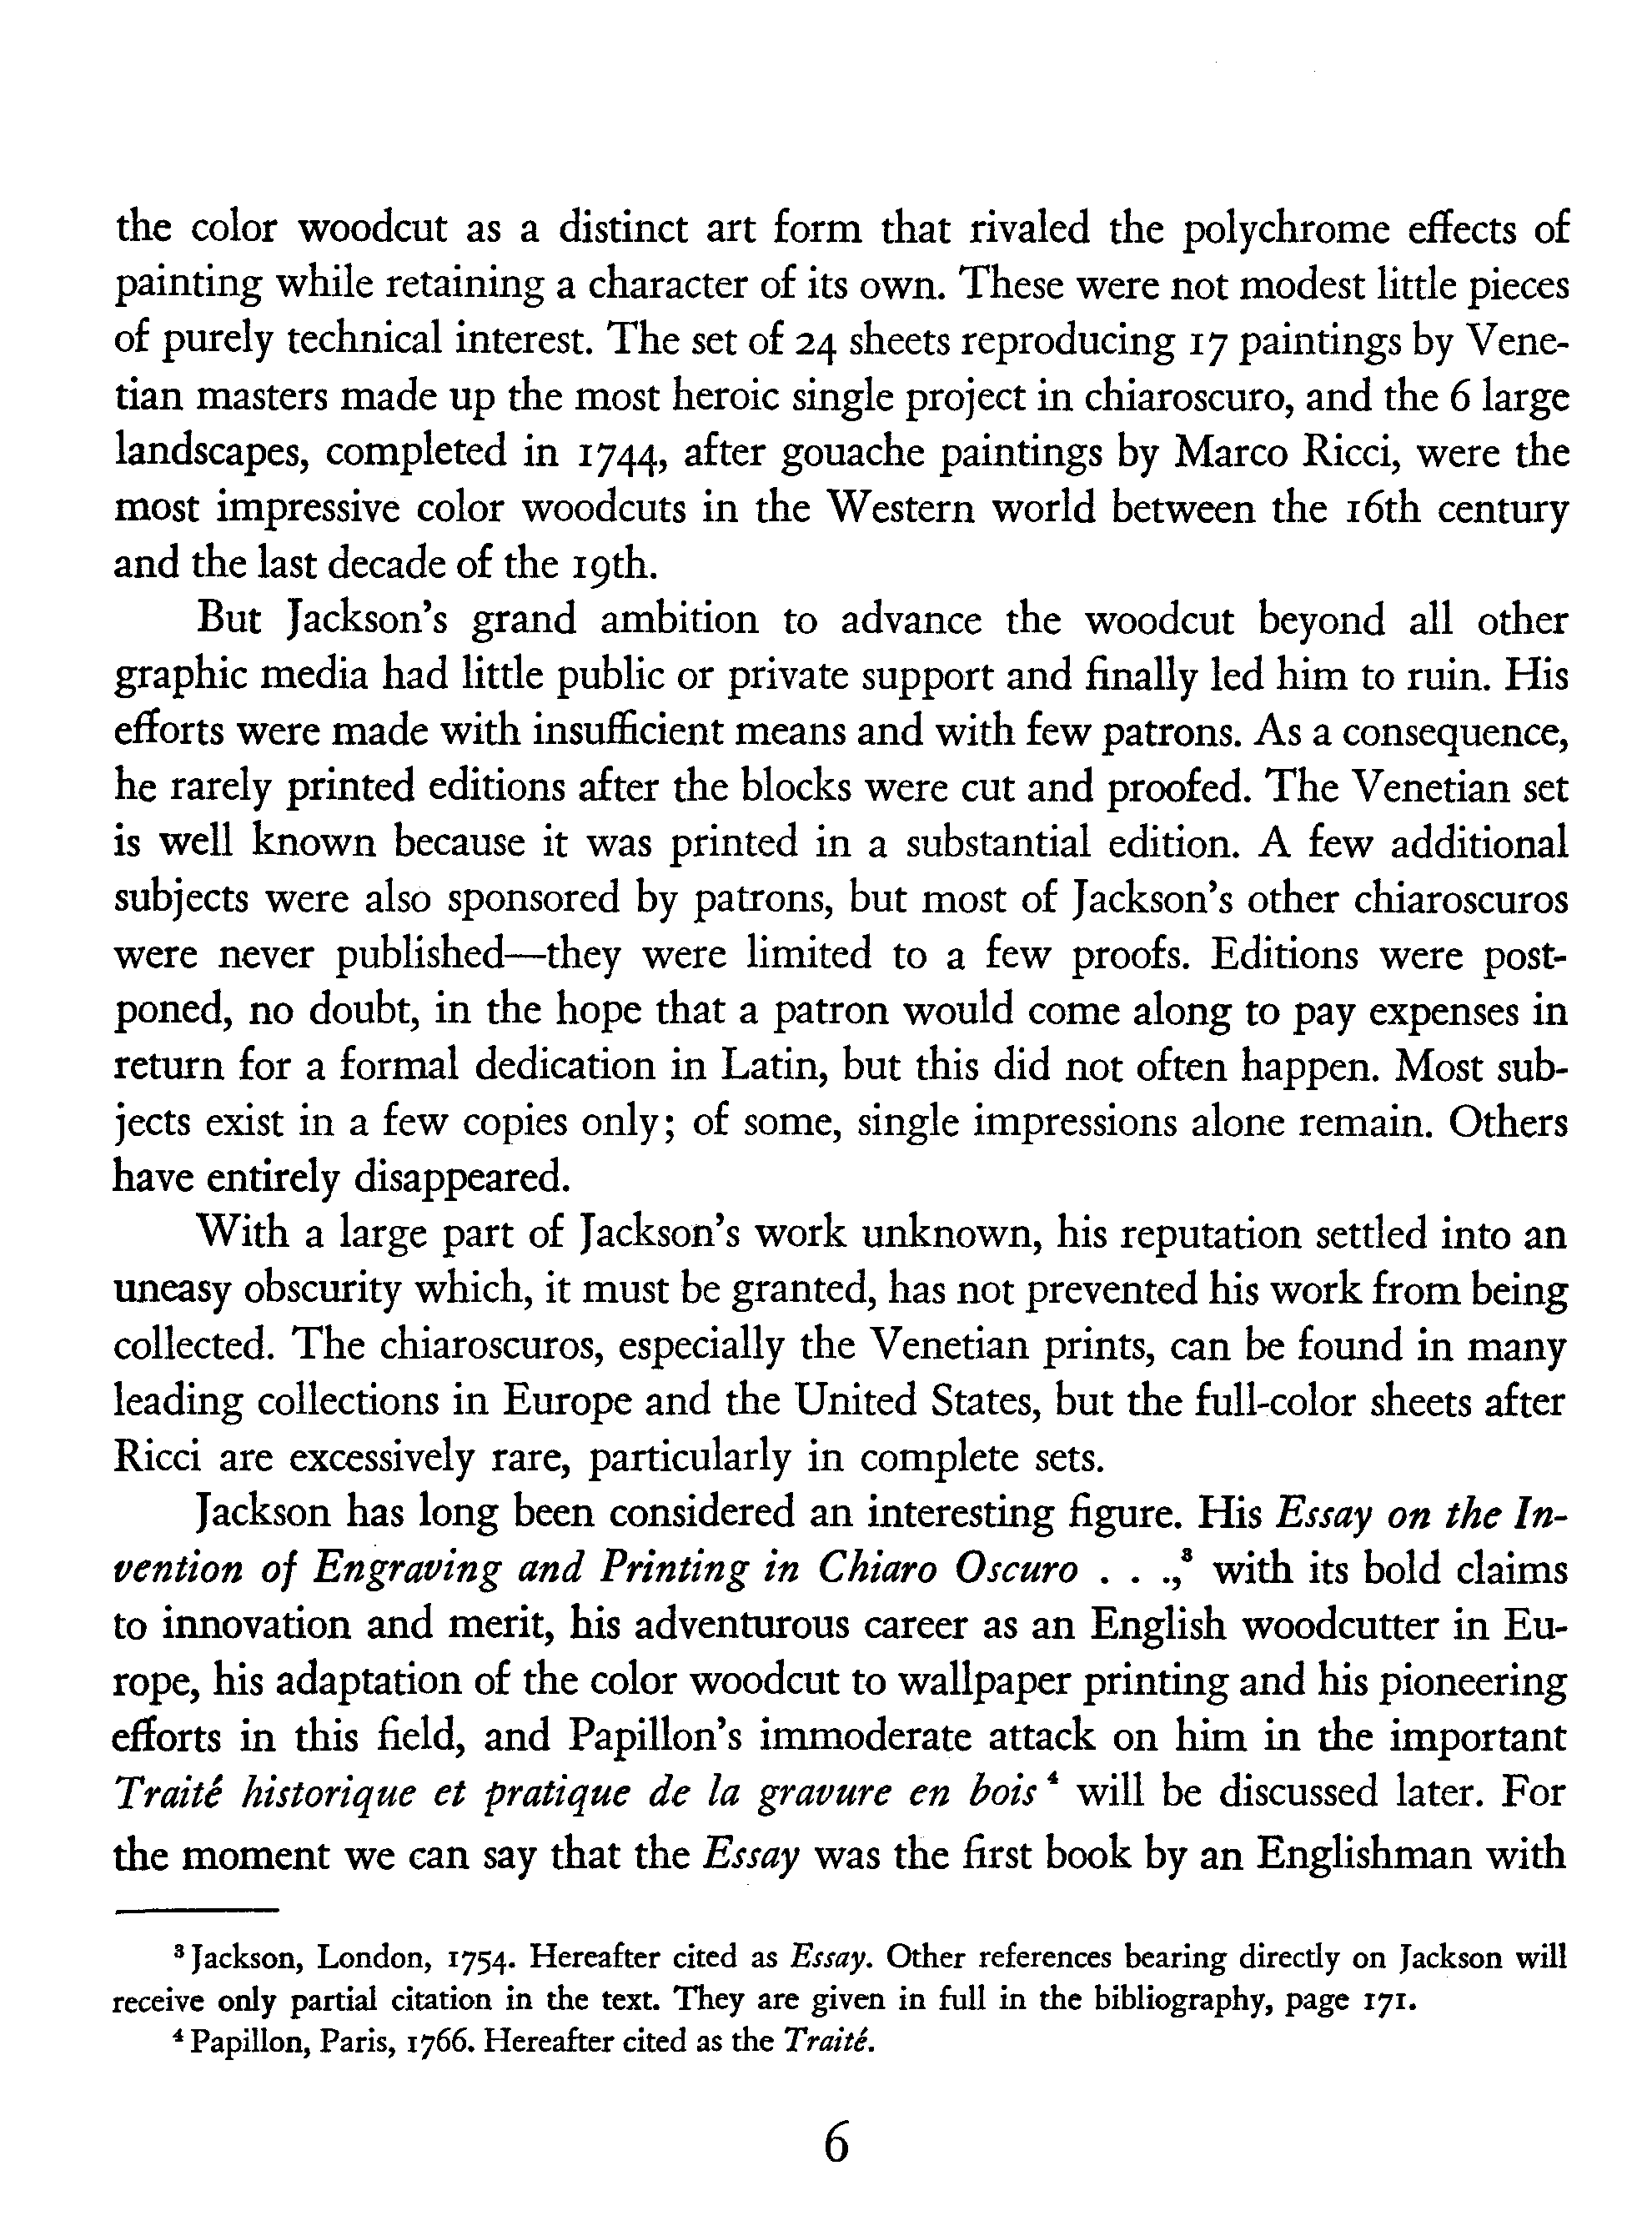 the color woodcut as a distinct art form that rivaled the polychrome effects of
painting while retaining a character of its own. These were not modest little pieces
of purely technical interest. The set of 24 sheets reproducing 17 paintings by Vene-
tian masters made up the most heroic single project in chiaroscuro, and the 6 large
landscapes, completed in 1744, after gouache paintings by Marco Ricci, were the
most impressive color woodcuts in the Western world between the 16th century
and the last decade of the 19th.
But Jackson's grand ambition to advance the woodcut beyond all other
graphic media had little public or private support and finally led him to ruin. His
efforts were made with insufficient means and with few patrons. As a consequence,
he rarely printed editions after the blocks were cut and proofed. The Venetian set
is well known because it was printed in a substantial edition. A few additional
subjects were also sponsored by patrons, but most of Jackson's other chiaroscuros
were never published—they were limited to a few proofs. Editions were post-
poned, no doubt, in the hope that a patron would come along to pay expenses in
return for a formal dedication in Latin, but this did not often happen. Most sub-
jects exist in a few copies only; of some, single impressions alone remain. Others
have entirely disappeared.
With a large part of Jackson's work unknown, his reputation settled into an
uneasy obscurity which, it must be granted, has not prevented his work from being
collected. The chiaroscuros, especially the Venetian prints, can be found in many
leading collections in Europe and the United States, but the full-color sheets after
Ricci are excessively rare, particularly in complete sets.
Jackson has long been considered an interesting figure. His Essay on the In-
vention of Engraving and Printing in Chiaro Oscuro . . .,³ with its bold claims
to innovation and merit, his adventurous career as an English woodcutter in Eu-
rope, his adaptation of the color woodcut to wallpaper printing and his pioneering
efforts in this field, and Papillon's immoderate attack on him in the important
Traité historique et pratique de la gravure en bois ⁴ will be discussed later. For
the moment we can say that the Essay was the first book by an Englishman with
³ Jackson, London, 1754. Hereafter cited as Essay. Other references bearing directly on Jackson will
receive only partial citation in the text. They are given in full in the bibliography, page 171.
⁴ Papillon, Paris, 1766. Hereafter cited as the Traité.
6